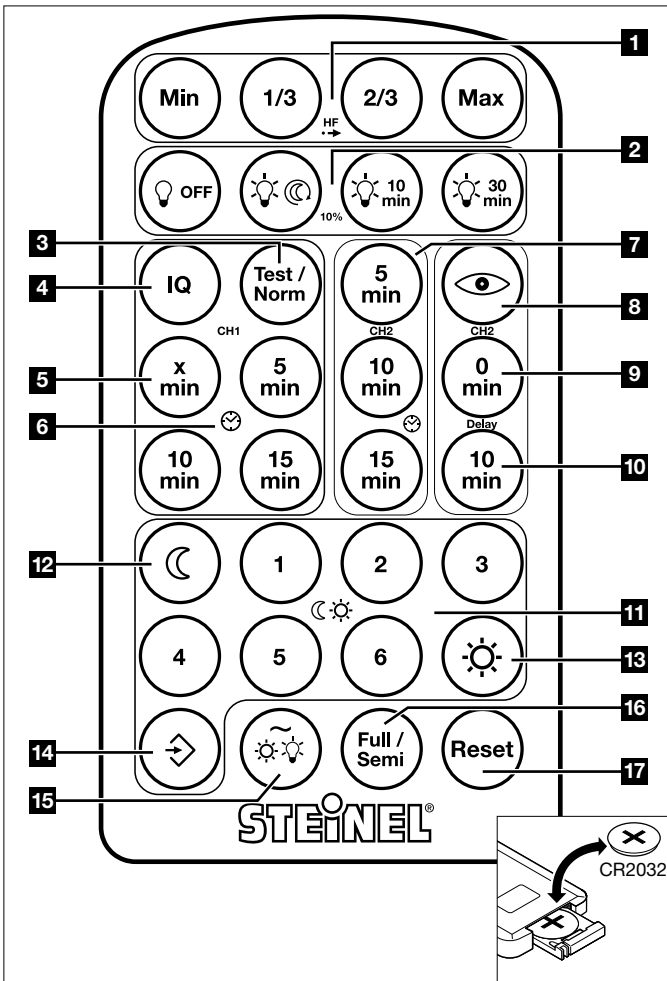 1
Min
1/3
2/3
Max
HF
2
OFF
10 min
30 min
10%
3
4
IQ
Test / Norm
5 min
7
8
CH1
CH2
CH2
5
x min
5 min
10 min
0 min
9
6
Delay
10 min
15 min
15 min
10 min
10
12
1
2
3
11
4
5
6
13
14
15
Full / Semi
16
Reset
17
STEINEL®
CR2032